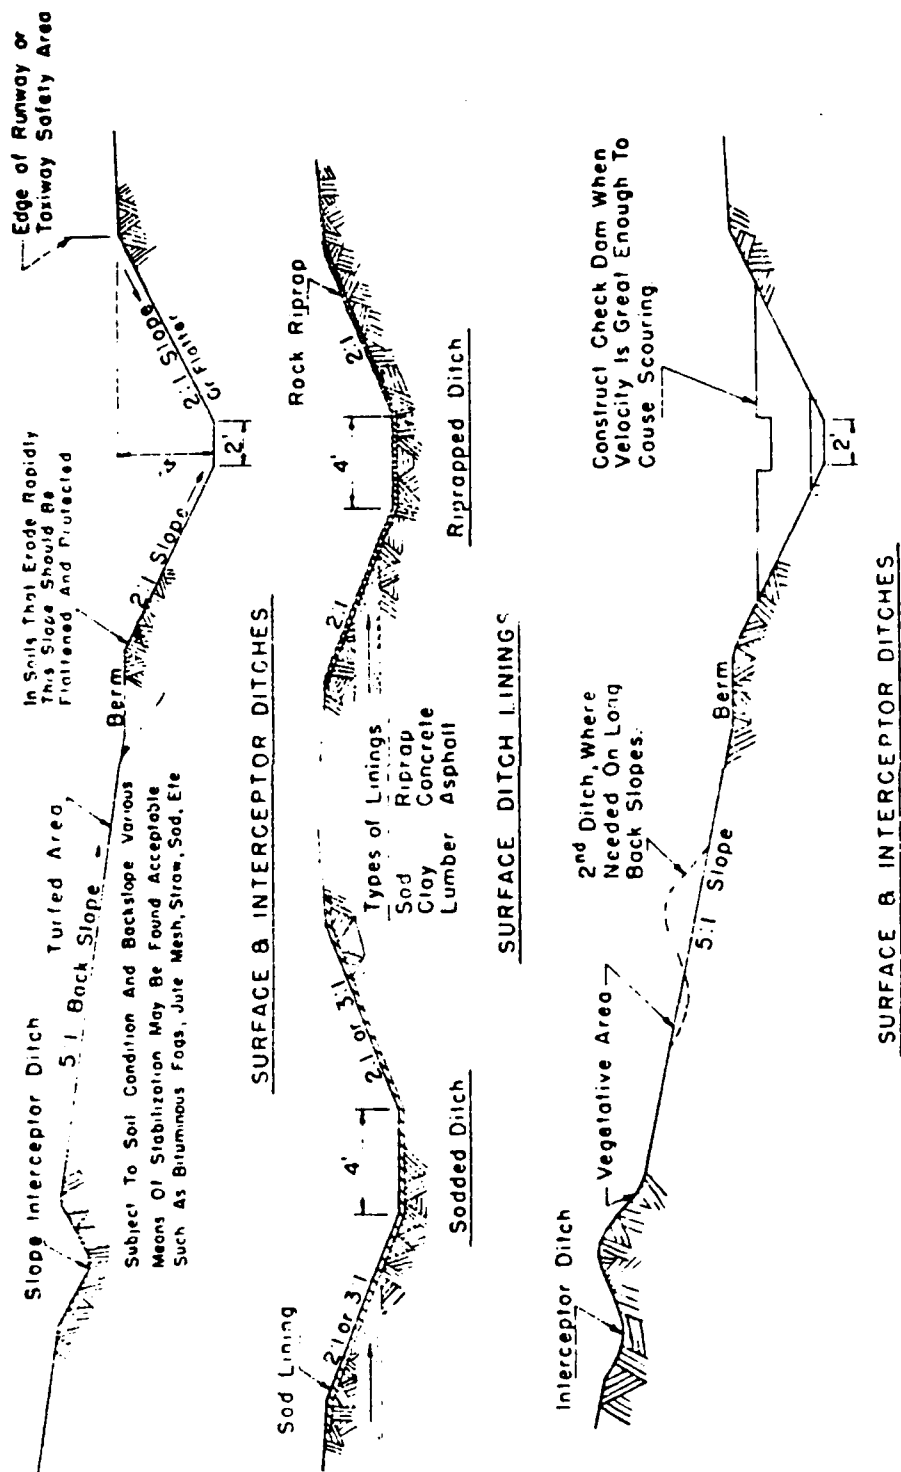 Edge of Runway or
Taxiway Safety Area
In Soils That Erode Rapidly
This Slope Should Be
Flattened And Protected
Slope Interceptor Ditch
Turfed Area
5:1 Back Slope
Berm
2:1 Slope
4'
2'
2:1 Slope
Or Flatter
Subject To Soil Condition And Backslope Various
Means Of Stabilization May Be Found Acceptable
Such As Bituminous Fogs, Jute Mesh, Straw, Sod, Etc
SURFACE & INTERCEPTOR DITCHES
Sod Lining
2:1 or 3:1
4'
2:1 or 3:1
Sodded Ditch
Types of Linings
Sod Riprap
Clay Concrete
Lumber Asphalt
Rock Riprap
2:1
4'
2:1
Riprapped Ditch
SURFACE DITCH LININGS
Interceptor Ditch
Vegatative Area
2nd Ditch, Where
Needed On Long
Back Slopes.
5:1 Slope
Berm
Construct Check Dam When
Velocity Is Great Enough To
Cause Scouring
2'
SURFACE & INTERCEPTOR DITCHES